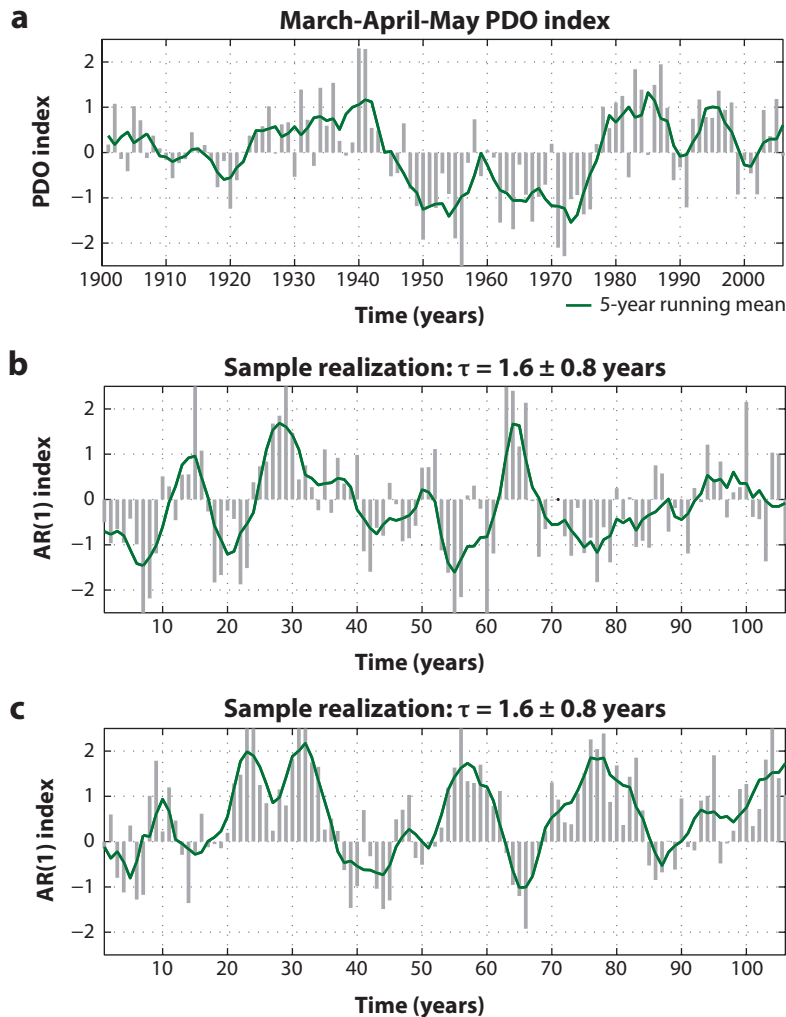 a
March-April-May PDO index
PDO index
2
1
0
−1
−2
1900 1910 1920 1930 1940 1950 1960 1970 1980 1990 2000
Time (years)
5-year running mean
b
Sample realization: τ = 1.6 ± 0.8 years
AR(1) index
2
1
0
−1
−2
10 20 30 40 50 60 70 80 90 100
Time (years)
c
Sample realization: τ = 1.6 ± 0.8 years
AR(1) index
2
1
0
−1
−2
10 20 30 40 50 60 70 80 90 100
Time (years)